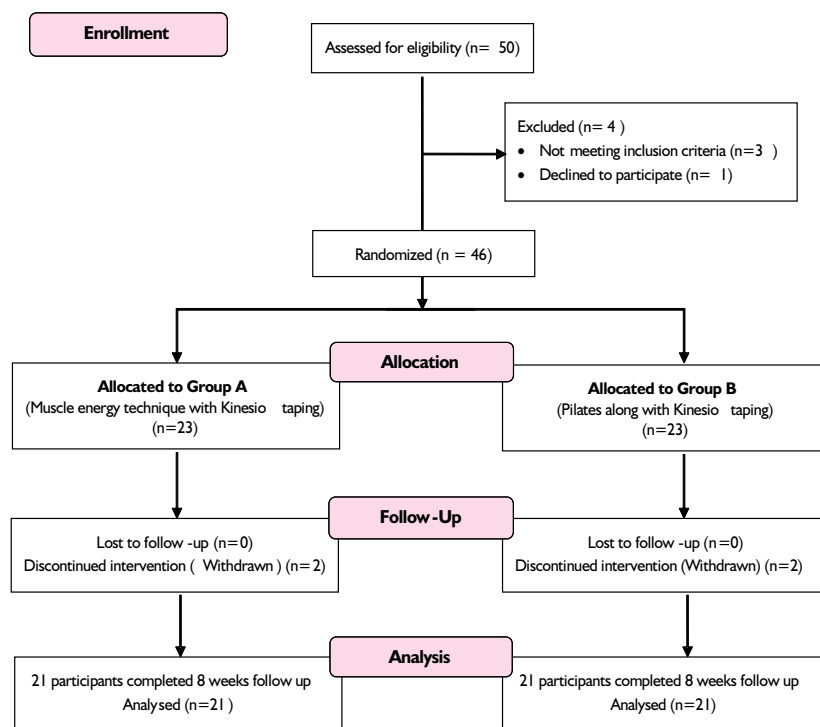 Enrollment
Assessed for eligibility (n= 50)
Excluded (n= 4 )
• Not meeting inclusion criteria (n=3 )
• Declined to participate (n= 1)
Randomized (n = 46)
Allocation
Allocated to Group A
(Muscle energy technique with Kinesio taping)
(n=23)
Allocated to Group B
(Pilates along with Kinesio taping)
(n=23)
Follow-Up
Lost to follow-up (n=0)
Discontinued intervention ( Withdrawn ) (n=2)
Lost to follow-up (n=0)
Discontinued intervention (Withdrawn) (n=2)
Analysis
21 participants completed 8 weeks follow up
Analysed (n=21 )
21 participants completed 8 weeks follow up
Analysed (n=21)